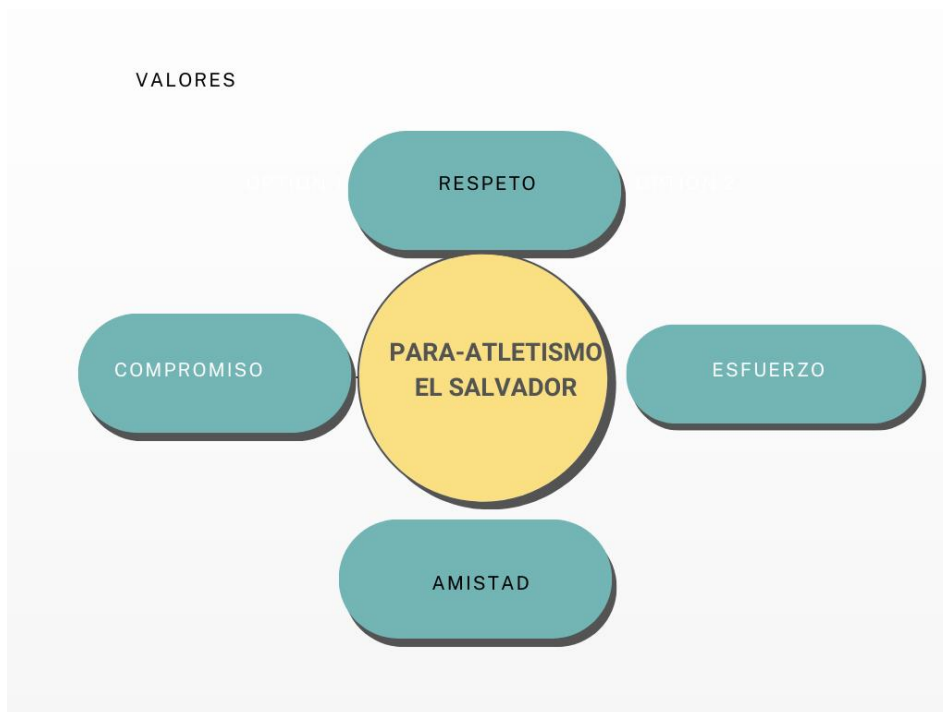 VALORES
RESPETO
COMPROMISO
PARA-ATLETISMO
EL SALVADOR
ESFUERZO
AMISTAD